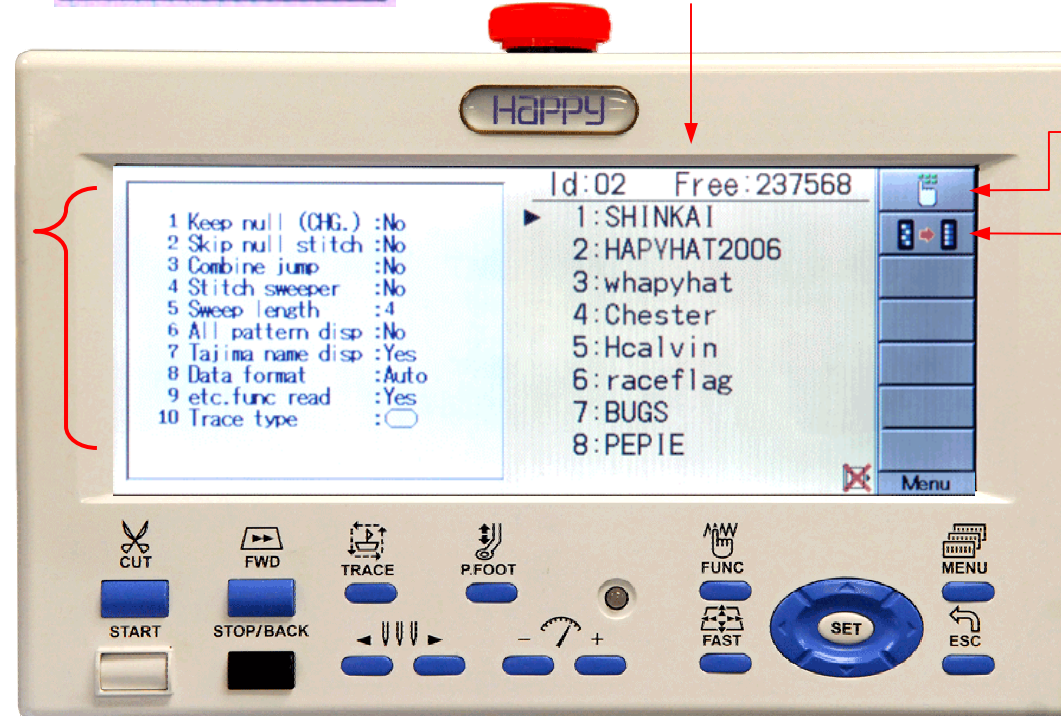 Happy
Id:02 Free:237568
1 Keep null (CHG.) :No
2 Skip null stitch :No
3 Combine jump :No
4 Stitch sweeper :No
5 Sweep length :4
6 All pattern disp :No
7 Tajima name disp :Yes
8 Data format :Auto
9 etc.func read :Yes
10 Trace type :
1:SHINKAI
2:HAPYHAT2006
3:whapyhat
4:Chester
5:Hcalvin
6:raceflag
7:BUGS
8:PEPIE
Menu
CUT
FWD
TRACE
P.FOOT
FUNC
MENU
START
STOP/BACK
- +
FAST
SET
ESC